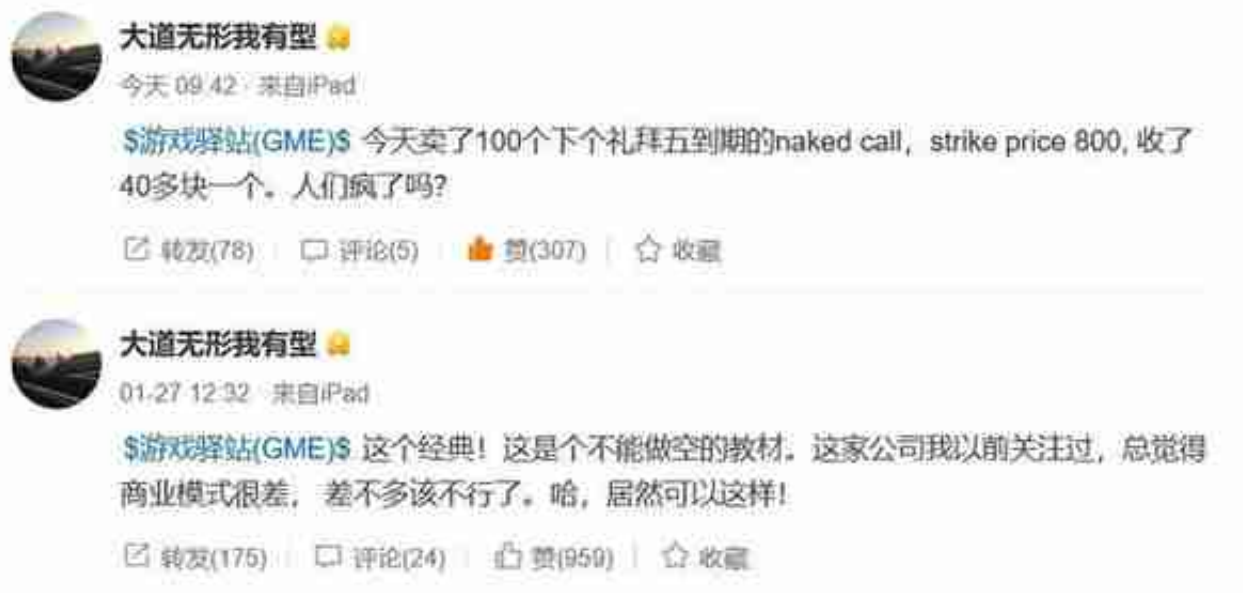 大道无形我有型
今天 09:42 · 来自iPad
$游戏驿站(GME)$ 今天卖了100个下个礼拜五到期的naked call，strike price 800, 收了
40多块一个。人们疯了吗?
转发(78) 评论(5) 赞(307) 收藏
大道无形我有型
01-27 12:32 · 来自iPad
$游戏驿站(GME)$ 这个经典！这是个不能做空的教材。这家公司我以前关注过，总觉得
商业模式很差， 差不多该不行了。哈，居然可以这样！
转发(175) 评论(24) 赞(959) 收藏